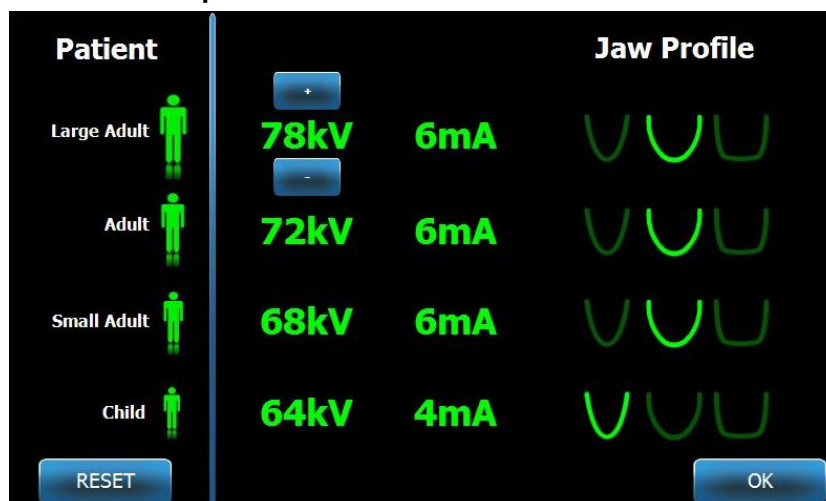 Patient
Jaw Profile
+
Large Adult 78kV 6mA
-
Adult 72kV 6mA
Small Adult 68kV 6mA
Child 64kV 4mA
RESET
OK